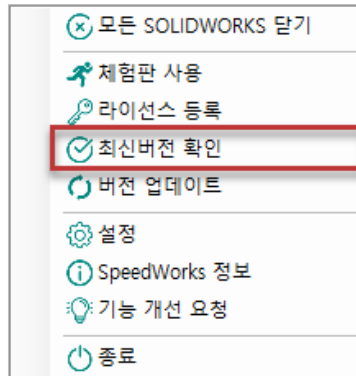 모든 SOLIDWORKS 닫기
체험판 사용
라이선스 등록
최신버전 확인
버전 업데이트
설정
SpeedWorks 정보
기능 개선 요청
종료